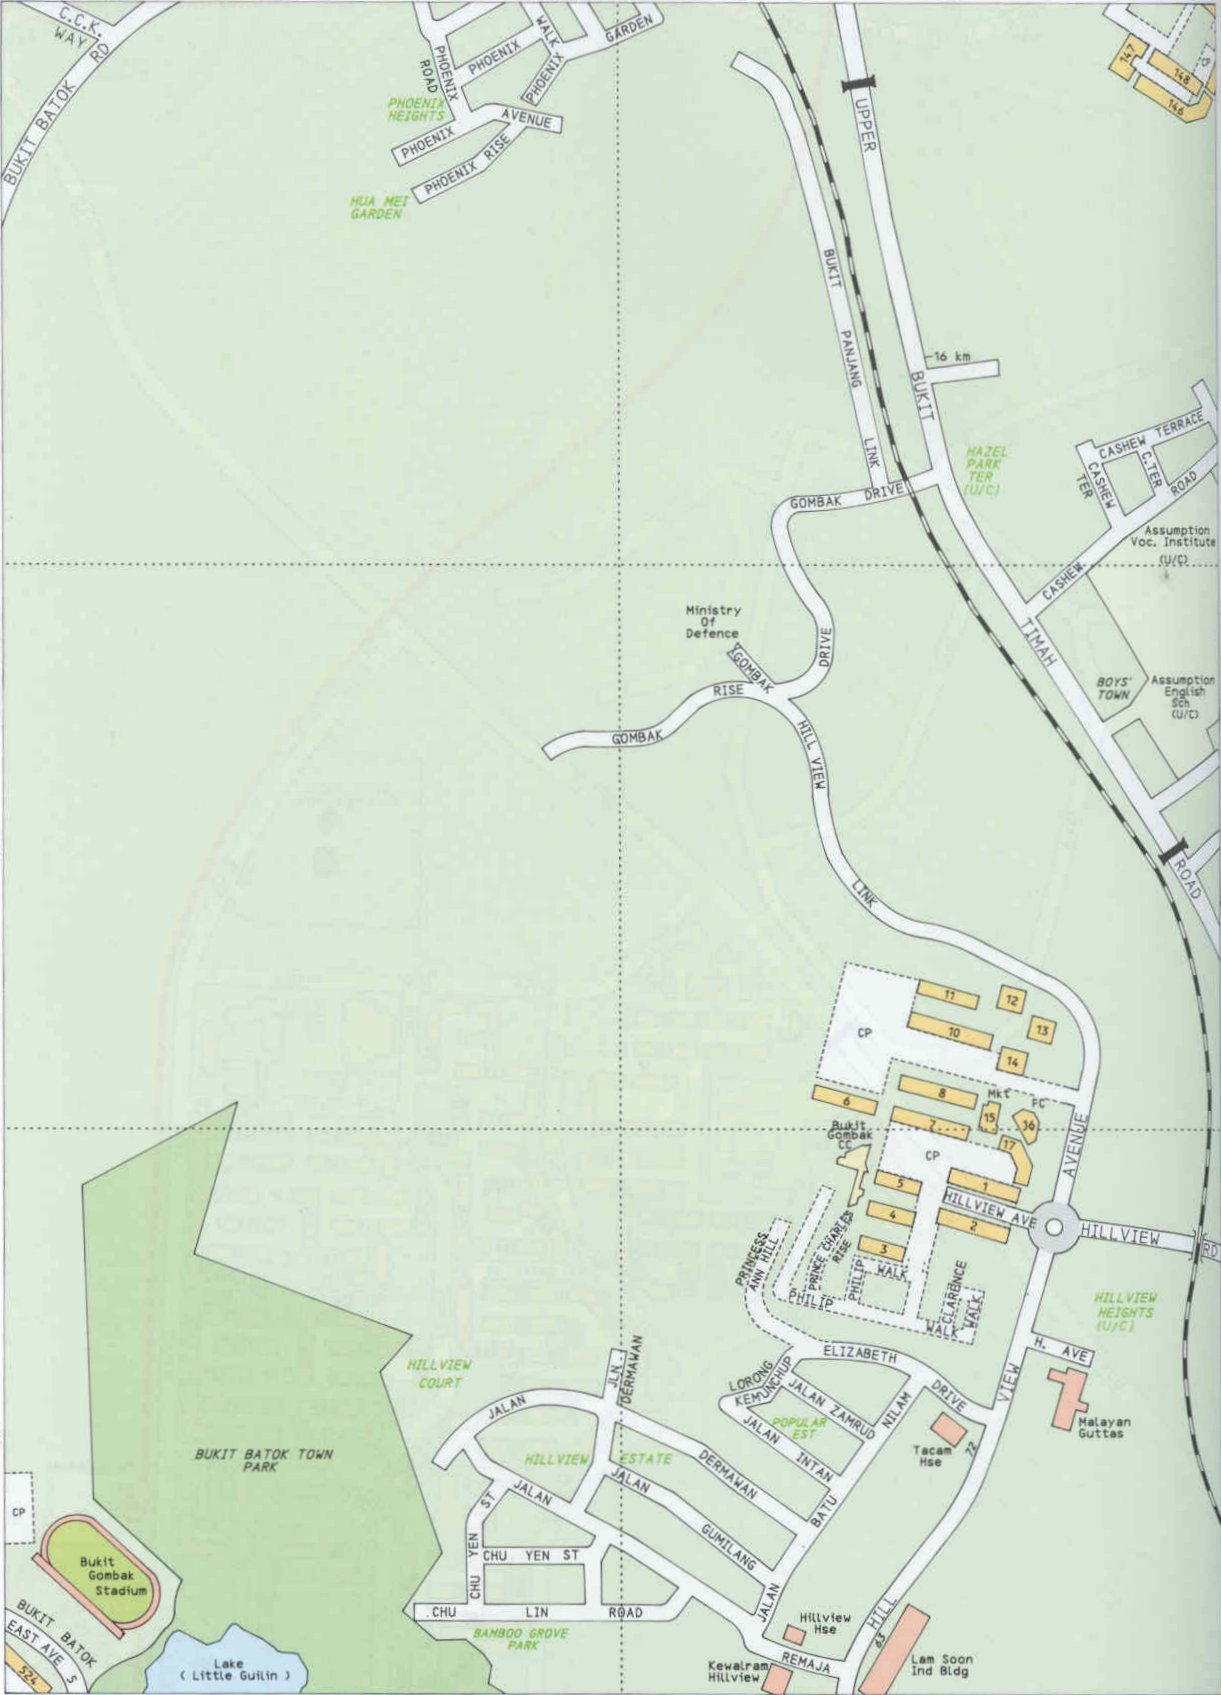 C.C.K.
WAY
BUKIT BATOK RD
PHOENIX
ROAD
PHOENIX
WALK
PHOENIX
GARDEN
PHOENIX
HEIGHTS
PHOENIX
AVENUE
PHOENIX RISE
HUA MEI
GARDEN
147
148
146
UPPER
BUKIT
TIMAH
ROAD
BUKIT
PANJANG
LINK
16 km
HAZEL
PARK
TER
(U/C)
CASHEW TERRACE
C.TER
CASHEW
TER
CASHEW
ROAD
Assumption
Voc. Institute
(U/C)
GOMBAK DRIVE
DRIVE
Ministry
Of
Defence
GOMBAK
RISE
GOMBAK
BOYS'
TOWN
Assumption
English
Sch
(U/C)
HILL VIEW
LINK
11
12
10
13
CP
14
8
Mkt
FC
6
7
15
16
Bukit
Gombak
CC
17
CP
AVENUE
5
1
HILLVIEW AVE
4
2
3
HILLVIEW
RD
PRINCESS
ANN HILL
PRINCE CHARLES
RISE
PHILIP
WALK
PHILIP
WALK
CLARENCE
WALK
HILLVIEW
HEIGHTS
(U/C)
H. AVE
ELIZABETH
DRIVE
VIEW
HILL
LORONG
KEMUNCHUP
JALAN ZAMRUD
NILAM
POPULAR
EST
JALAN INTAN
Tacam
Hse
72
Malayan
Guttas
HILLVIEW
COURT
JLN
DERMAWAN
JALAN
DERMAWAN
HILLVIEW ESTATE
JALAN
GUMILANG
BATU
JALAN
BUKIT BATOK TOWN
PARK
JALAN
REMAJA
CHU YEN
ST
CHU YEN ST
CHU LIN ROAD
BAMBOO GROVE
PARK
CP
Bukit
Gombak
Stadium
BUKIT BATOK
EAST AVE 5
524
Lake
( Little Guilin )
Hillview
Hse
63
Kewalram
Hillview
Lam Soon
Ind Bldg